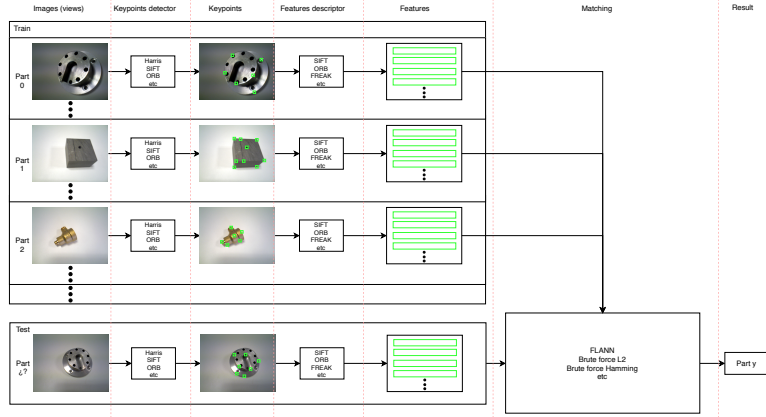 Images (views) Keypoints detector Keypoints Features descriptor Features Matching Result
Train
Part
0
Harris
SIFT
ORB
etc
SIFT
ORB
FREAK
etc
Part
1
Harris
SIFT
ORB
etc
SIFT
ORB
FREAK
etc
Part
2
Harris
SIFT
ORB
etc
SIFT
ORB
FREAK
etc
Test
Part
¿?
Harris
SIFT
ORB
etc
SIFT
ORB
FREAK
etc
FLANN
Brute force L2
Brute force Hamming
etc
Part y